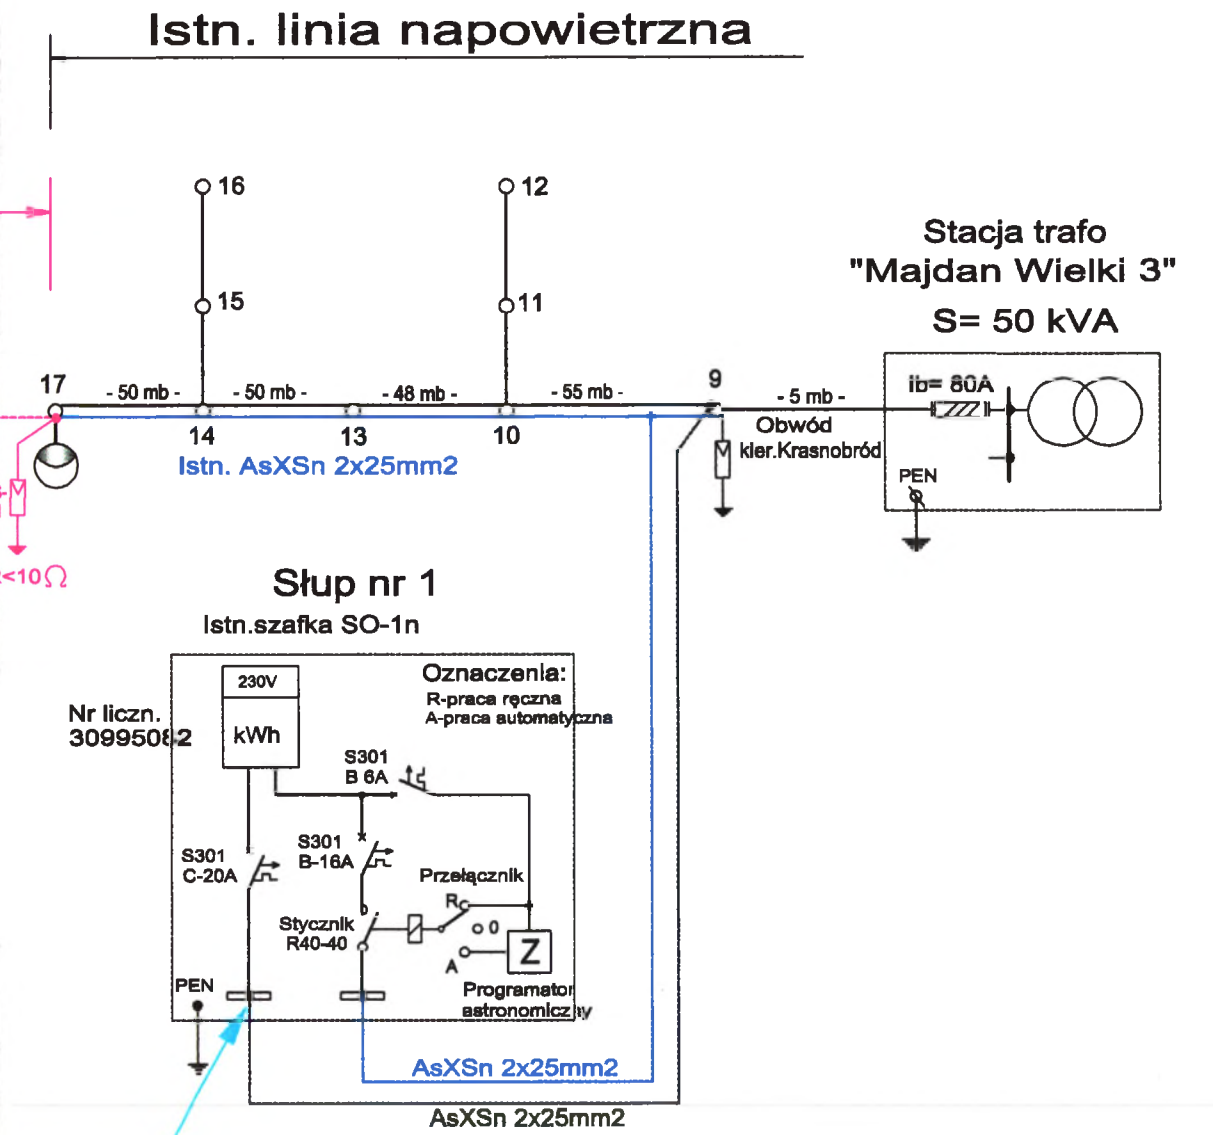 Istn. linia napowietrzna
16
12
15
11
Stacja trafo
"Majdan Wielki 3"
S= 50 kVA
17
- 50 mb -
- 50 mb -
- 48 mb -
- 55 mb -
9
- 5 mb -
Ib= 80A
14
13
10
Obwód
kier.Krasnobród
Istn. AsXSn 2x25mm2
PEN
<10Ω
Słup nr 1
Istn.szafka SO-1n
230V
kWh
Oznaczenia:
R-praca ręczna
A-praca automatyczna
Nr liczn.
30995082
S301
B 6A
S301
B-16A
S301
C-20A
Przełącznik
R
0
A
Stycznik
R40-40
Z
PEN
Programator
astronomiczny
AsXSn 2x25mm2
AsXSn 2x25mm2